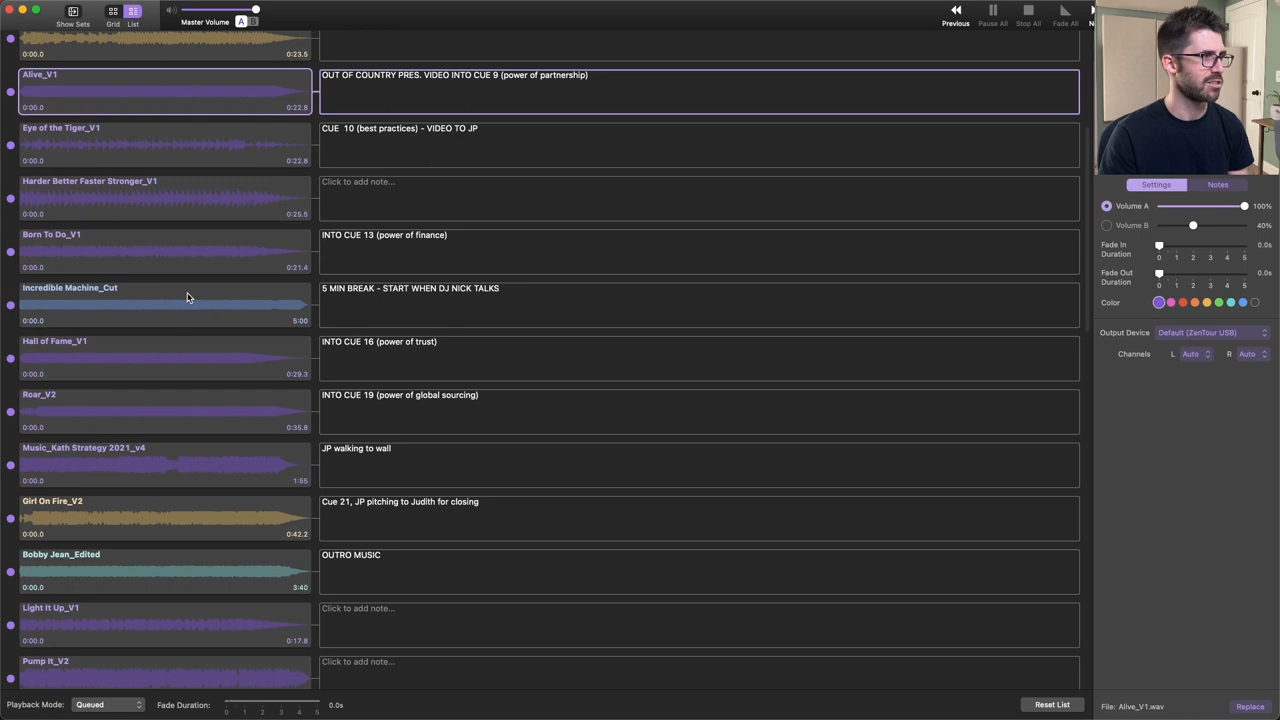 Show Sets
Grid
List
Master Volume
A
B
Previous
Pause All
Stop All
Fade All
0:00.0
0:23.5
Alive_V1
0:00.0
0:22.8
OUT OF COUNTRY PRES. VIDEO INTO CUE 9 (power of partnership)
Eye of the Tiger_V1
0:00.0
0:22.8
CUE 10 (best practices) - VIDEO TO JP
Harder Better Faster Stronger_V1
0:00.0
0:25.5
Click to add note...
Born To Do_V1
0:00.0
0:21.4
INTO CUE 13 (power of finance)
Incredible Machine_Cut
0:00.0
5:00
5 MIN BREAK - START WHEN DJ NICK TALKS
Hall of Fame_V1
0:00.0
0:29.3
INTO CUE 16 (power of trust)
Roar_V2
0:00.0
0:35.8
INTO CUE 19 (power of global sourcing)
Music_Kath Strategy 2021_v4
0:00.0
1:55
JP walking to wall
Girl On Fire_V2
0:00.0
0:42.2
Cue 21, JP pitching to Judith for closing
Bobby Jean_Edited
0:00.0
3:40
OUTRO MUSIC
Light It Up_V1
0:00.0
0:17.8
Click to add note...
Pump It_V2
Click to add note...
Playback Mode: Queued
Fade Duration:
0 1 2 3 4 5
0.0s
Reset List
Settings
Notes
Volume A
100%
Volume B
40%
Fade In Duration
0 1 2 3 4 5
0.0s
Fade Out Duration
0 1 2 3 4 5
0.0s
Color
Output Device
Default (ZenTour USB)
Channels
L Auto
R Auto
File: Alive_V1.wav
Replace